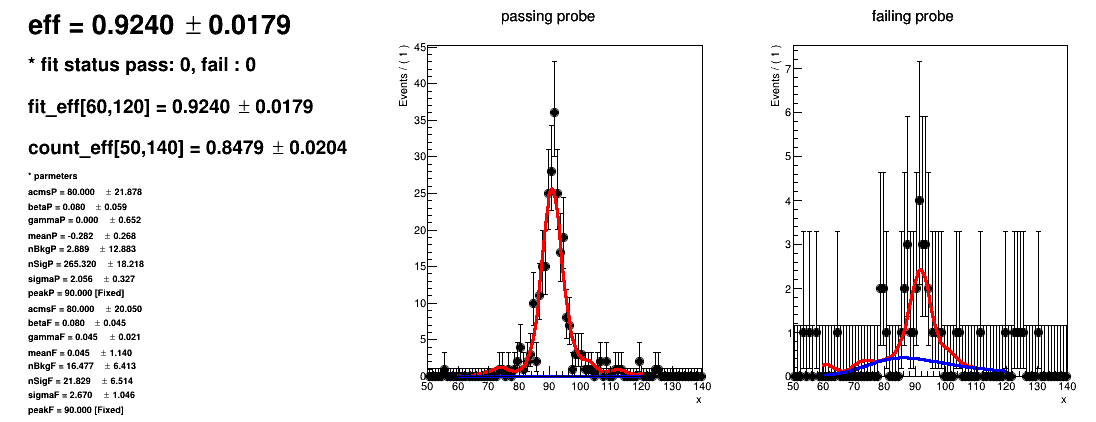 eff = 0.9240 ± 0.0179
* fit status pass: 0, fail : 0
fit_eff[60,120] = 0.9240 ± 0.0179
count_eff[50,140] = 0.8479 ± 0.0204
* parmeters
acmsP = 80.000 ± 21.878
betaP = 0.080 ± 0.059
gammaP = 0.000 ± 0.652
meanP = -0.282 ± 0.268
nBkgP = 2.889 ± 12.883
nSigP = 265.320 ± 18.218
sigmaP = 2.056 ± 0.327
peakP = 90.000 [Fixed]
acmsF = 80.000 ± 20.050
betaF = 0.080 ± 0.045
gammaF = 0.045 ± 0.021
meanF = 0.045 ± 1.140
nBkgF = 16.477 ± 6.413
nSigF = 21.829 ± 6.514
sigmaF = 2.670 ± 1.046
peakF = 90.000 [Fixed]
passing probe
Events / ( 1 )
45
40
35
30
25
20
15
10
5
0
50 60 70 80 90 100 110 120 130 140
x
failing probe
Events / ( 1 )
7
6
5
4
3
2
1
0
50 60 70 80 90 100 110 120 130 140
x